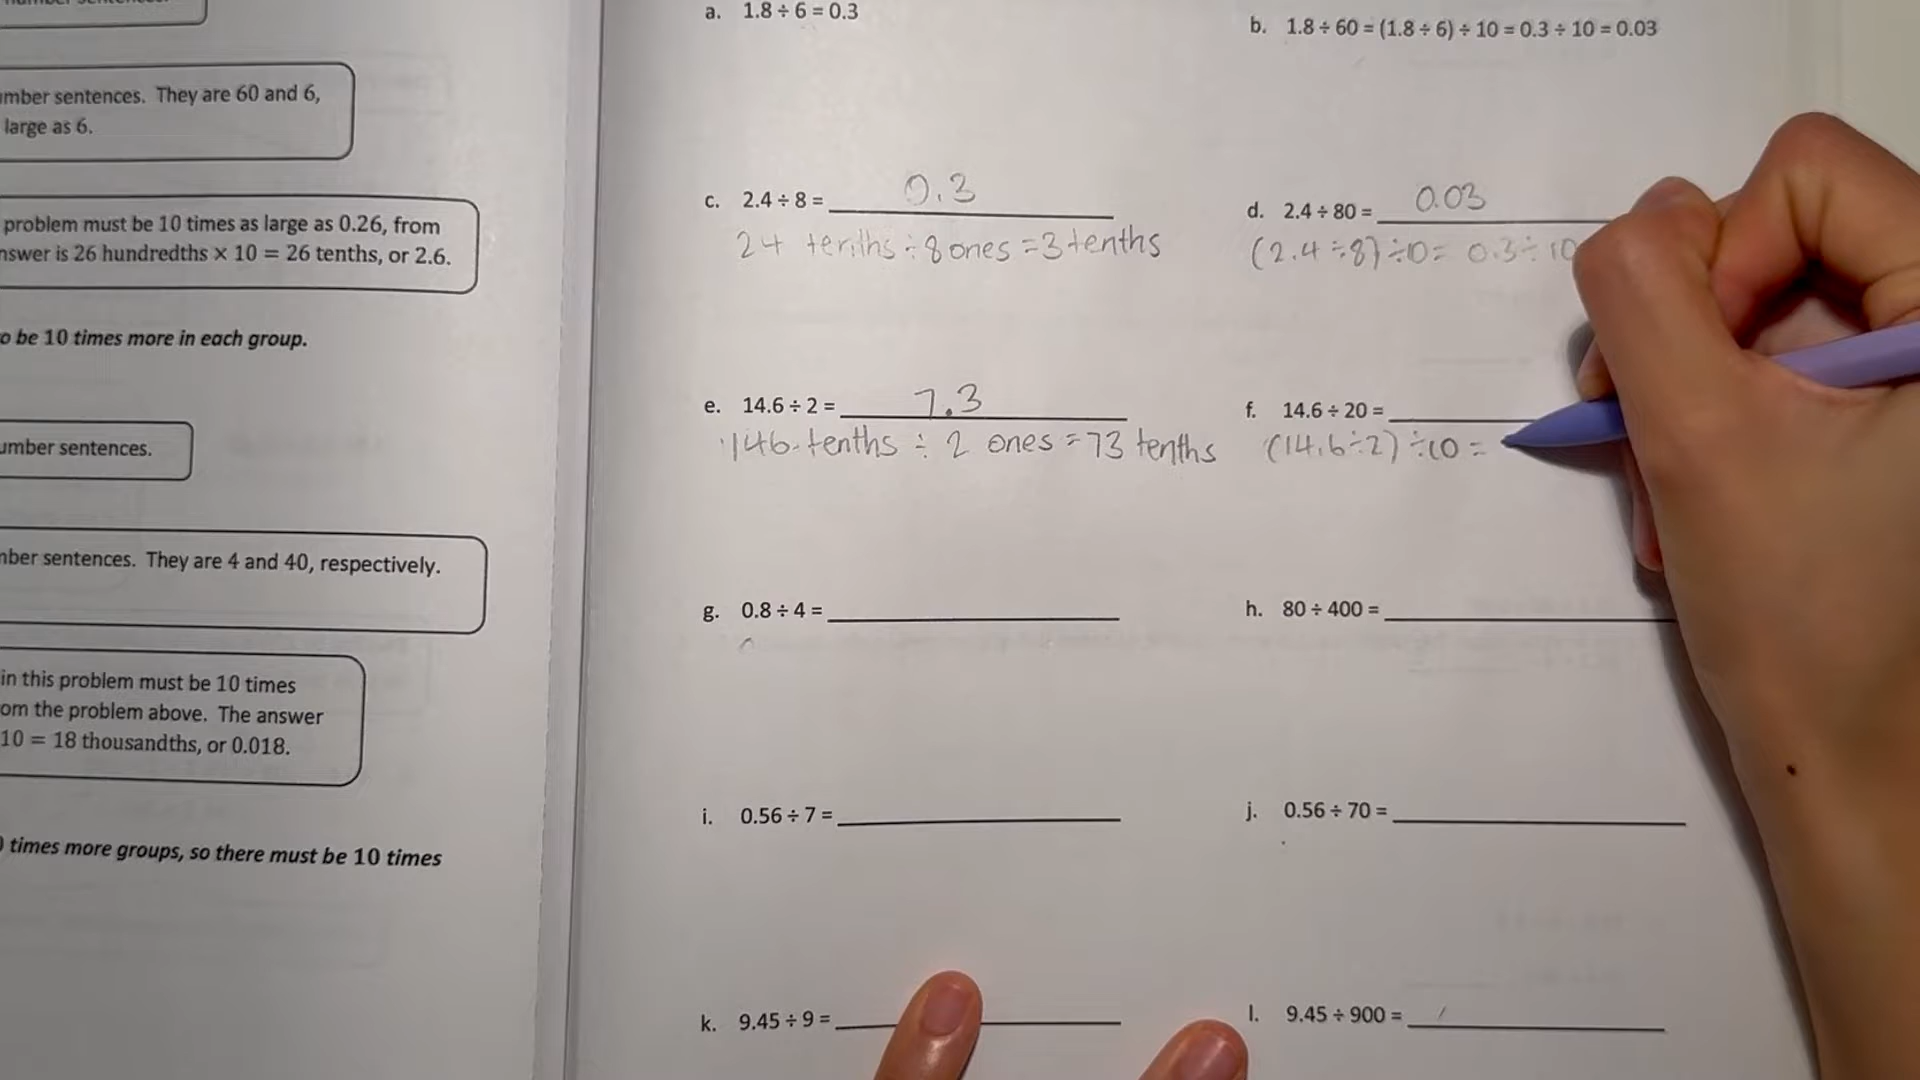 umber sentences. They are 60 and 6,
large as 6.
problem must be 10 times as large as 0.26, from
nswer is 26 hundredths × 10 = 26 tenths, or 2.6.
o be 10 times more in each group.
umber sentences.
mber sentences. They are 4 and 40, respectively.
in this problem must be 10 times
om the problem above. The answer
10 = 18 thousandths, or 0.018.
0 times more groups, so there must be 10 times
a. 1.8 ÷ 6 = 0.3
b. 1.8 ÷ 60 = (1.8 ÷ 6) ÷ 10 = 0.3 ÷ 10 = 0.03
c. 2.4 ÷ 8 = 0.3
24 tenths ÷ 8 ones = 3 tenths
d. 2.4 ÷ 80 = 0.03
(2.4 ÷ 8) ÷ 10 = 0.3 ÷ 10
e. 14.6 ÷ 2 = 7.3
146 tenths ÷ 2 ones = 73 tenths
f. 14.6 ÷ 20 =
(14.6 ÷ 2) ÷ 10 =
g. 0.8 ÷ 4 =
h. 80 ÷ 400 =
i. 0.56 ÷ 7 =
j. 0.56 ÷ 70 =
k. 9.45 ÷ 9 =
l. 9.45 ÷ 900 =